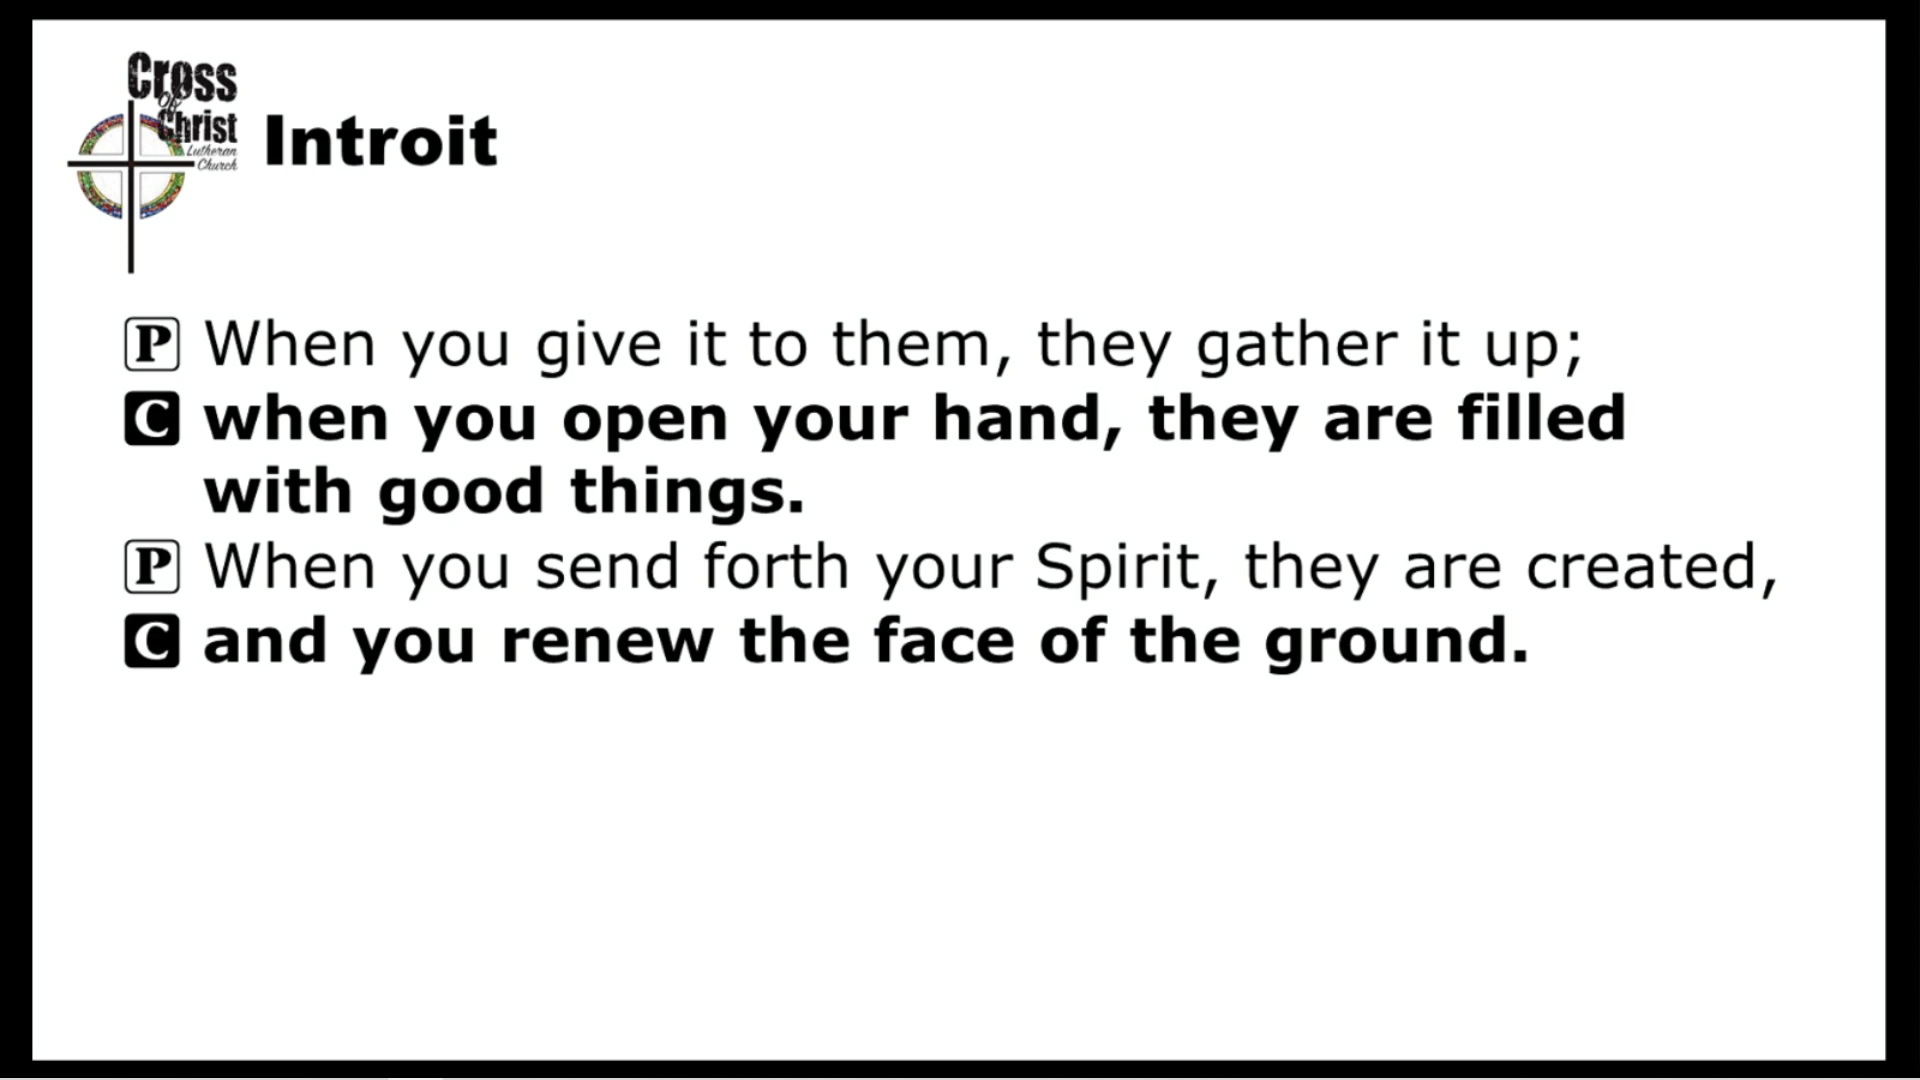 Cross
Of
Christ
Lutheran
Church
Introit
P When you give it to them, they gather it up;
C when you open your hand, they are filled
with good things.
P When you send forth your Spirit, they are created,
C and you renew the face of the ground.